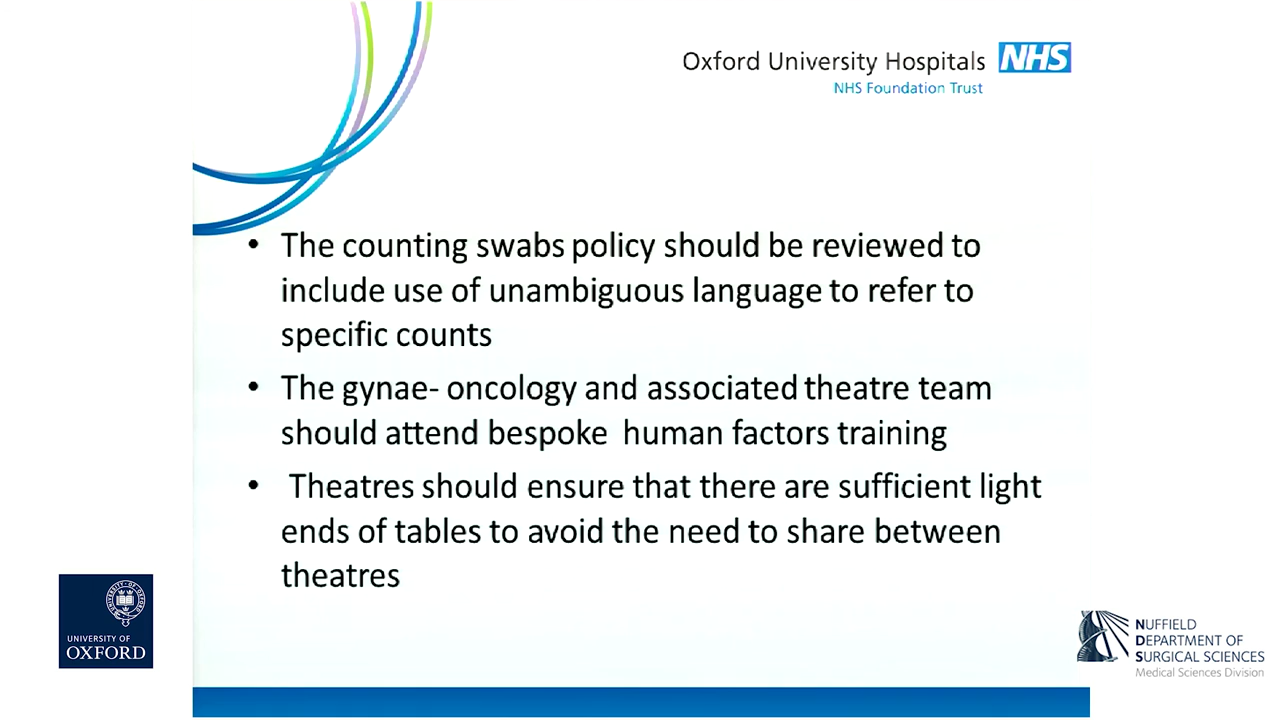 Oxford University Hospitals NHS
NHS Foundation Trust
• The counting swabs policy should be reviewed to
include use of unambiguous language to refer to
specific counts
• The gynae- oncology and associated theatre team
should attend bespoke human factors training
• Theatres should ensure that there are sufficient light
ends of tables to avoid the need to share between
theatres
UNIVERSITY OF
OXFORD
NUFFIELD
DEPARTMENT OF
SURGICAL SCIENCES
Medical Sciences Division